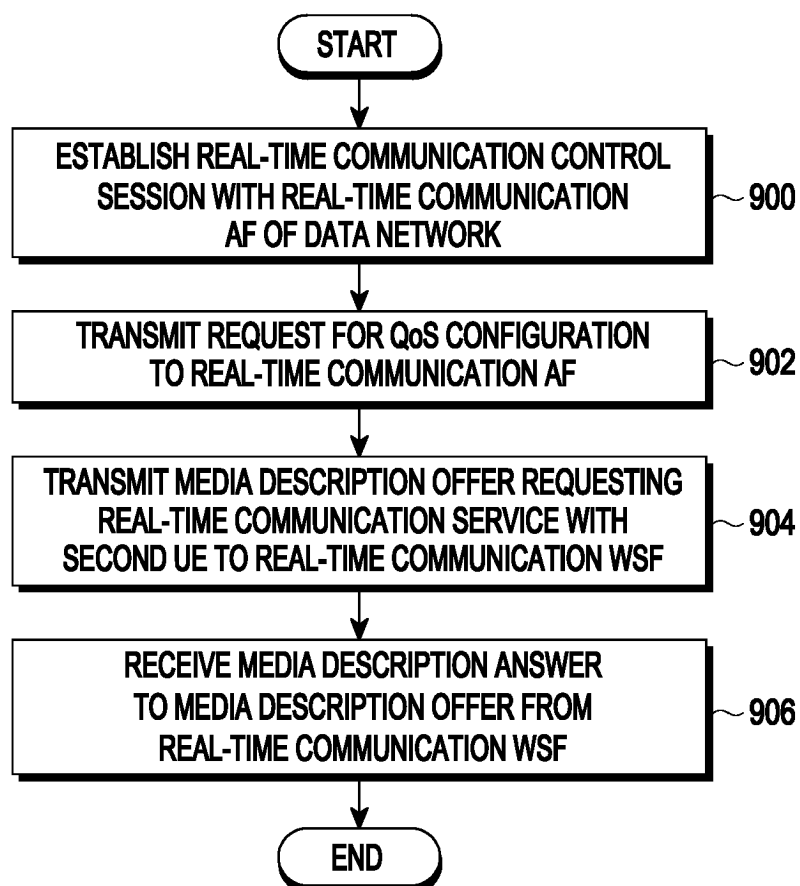 START
ESTABLISH REAL-TIME COMMUNICATION CONTROL
SESSION WITH REAL-TIME COMMUNICATION
AF OF DATA NETWORK
900
TRANSMIT REQUEST FOR QoS CONFIGURATION
TO REAL-TIME COMMUNICATION AF
902
TRANSMIT MEDIA DESCRIPTION OFFER REQUESTING
REAL-TIME COMMUNICATION SERVICE WITH
SECOND UE TO REAL-TIME COMMUNICATION WSF
904
RECEIVE MEDIA DESCRIPTION ANSWER
TO MEDIA DESCRIPTION OFFER FROM
REAL-TIME COMMUNICATION WSF
906
END